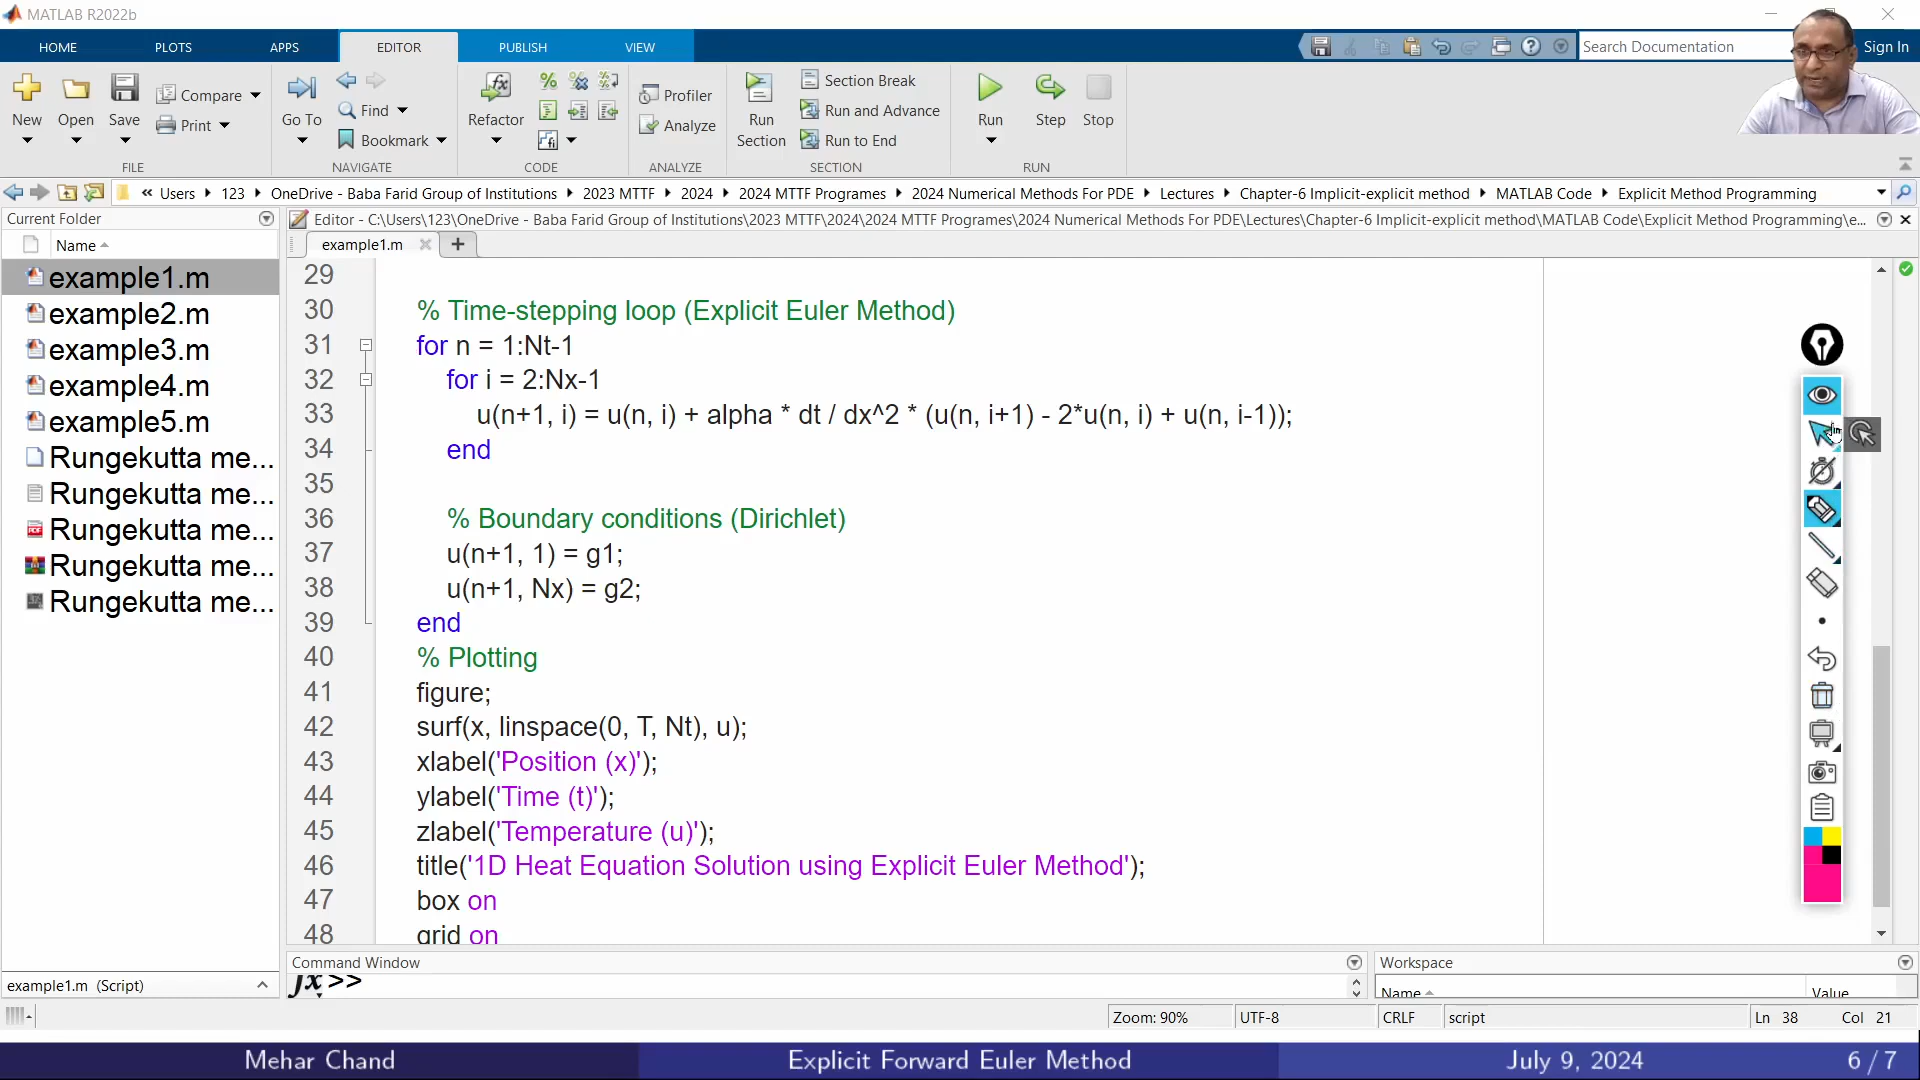 MATLAB R2022b
HOME PLOTS APPS EDITOR PUBLISH VIEW
Search Documentation
Sign In
New Open Save Compare Print
Go To Find Bookmark
Refactor
Profiler
Analyze
Run Section
Section Break
Run and Advance
Run to End
Run Step Stop
FILE NAVIGATE CODE ANALYZE SECTION RUN
« Users 123 OneDrive - Baba Farid Group of Institutions 2023 MTTF 2024 2024 MTTF Programes 2024 Numerical Methods For PDE Lectures Chapter-6 Implicit-explicit method MATLAB Code Explicit Method Programming
Current Folder
Name
example1.m
example2.m
example3.m
example4.m
example5.m
Rungekutta me...
Rungekutta me...
Rungekutta me...
Rungekutta me...
Rungekutta me...
example1.m (Script)
Editor - C:\Users\123\OneDrive - Baba Farid Group of Institutions\2023 MTTF\2024\2024 MTTF Programes\2024 Numerical Methods For PDE\Lectures\Chapter-6 Implicit-explicit method\MATLAB Code\Explicit Method Programming\e...
example1.m
29
30 % Time-stepping loop (Explicit Euler Method)
31 for n = 1:Nt-1
32 for i = 2:Nx-1
33 u(n+1, i) = u(n, i) + alpha * dt / dx^2 * (u(n, i+1) - 2*u(n, i) + u(n, i-1));
34 end
35
36 % Boundary conditions (Dirichlet)
37 u(n+1, 1) = g1;
38 u(n+1, Nx) = g2;
39 end
40 % Plotting
41 figure;
42 surf(x, linspace(0, T, Nt), u);
43 xlabel('Position (x)');
44 ylabel('Time (t)');
45 zlabel('Temperature (u)');
46 title('1D Heat Equation Solution using Explicit Euler Method');
47 box on
48 grid on
Command Window
fx >>
Workspace
Name Value
Zoom: 90% UTF-8 CRLF script Ln 38 Col 21
Mehar Chand Explicit Forward Euler Method July 9, 2024 6 / 7